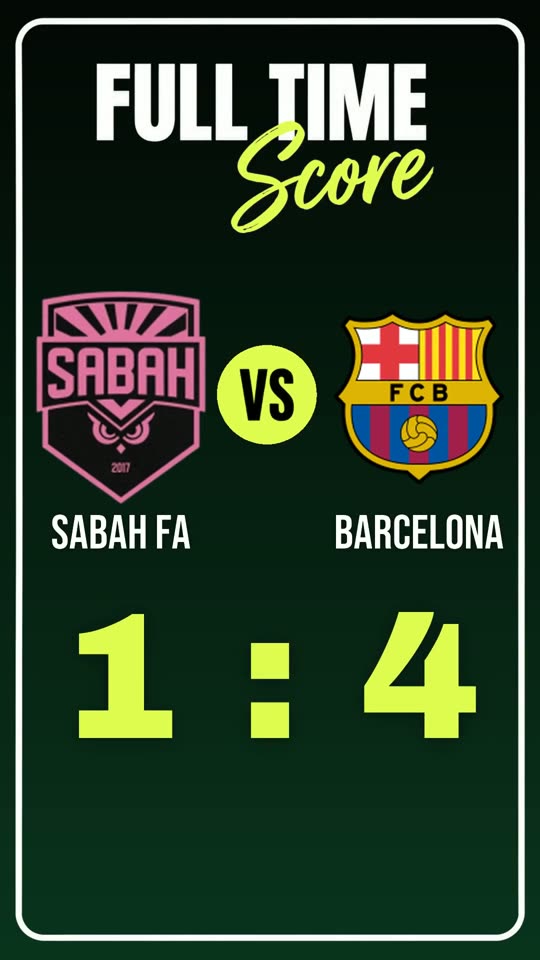 FULL TIME
Score
SABAH
2017
VS
FCB
SABAH FA
BARCELONA
1 : 4